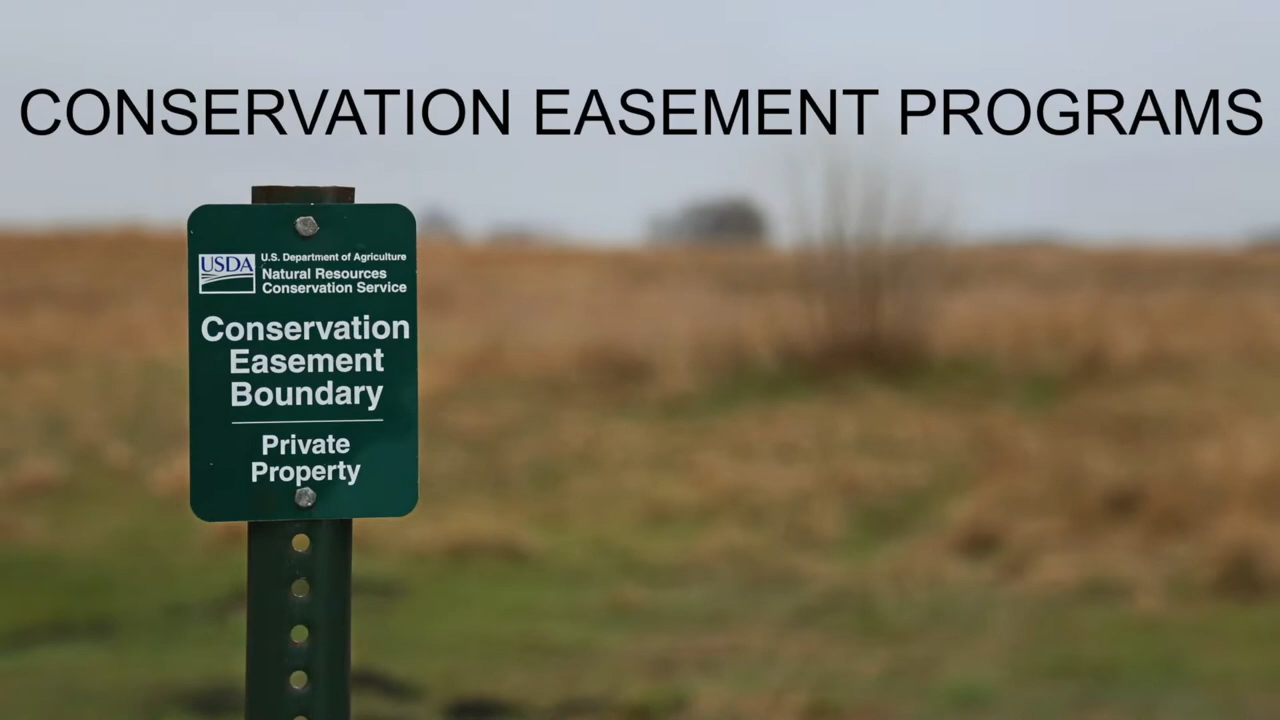 CONSERVATION EASEMENT PROGRAMS
USDA
U.S. Department of Agriculture
Natural Resources
Conservation Service
Conservation
Easement
Boundary
Private
Property